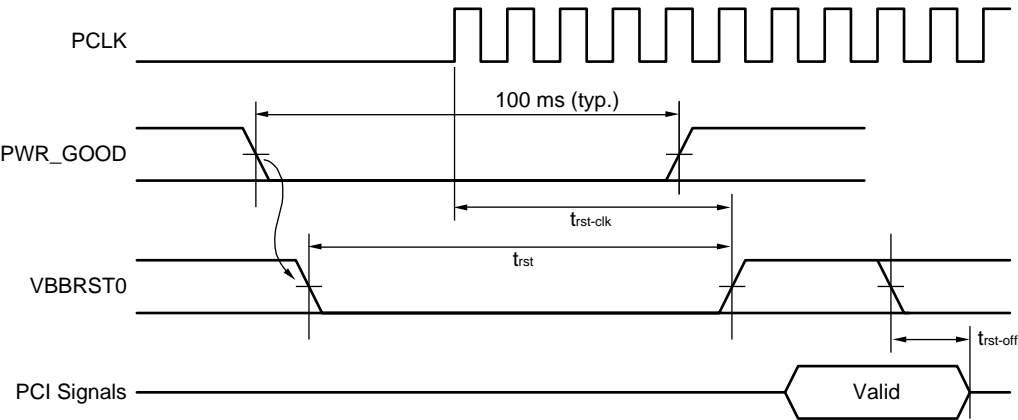 PCLK
100 ms (typ.)
PWR_GOOD
trst-clk
trst
VBBRST0
trst-off
PCI Signals
Valid